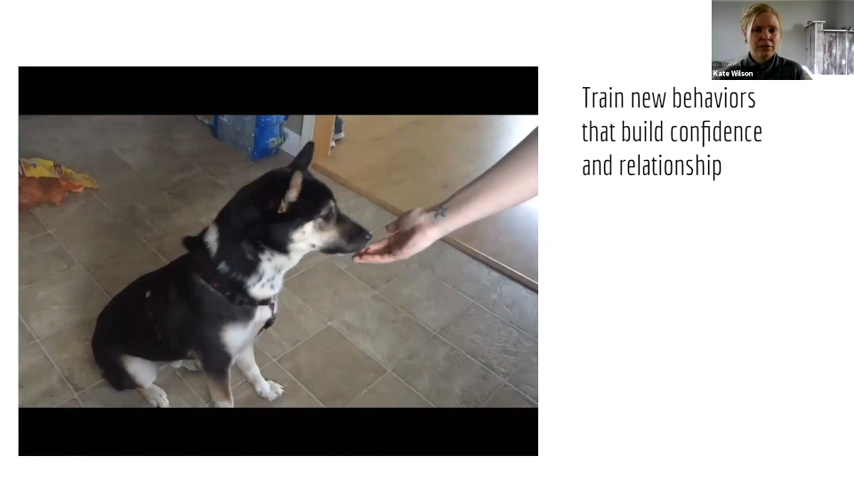 Kate Wilson
Train new behaviors
that build confidence
and relationship